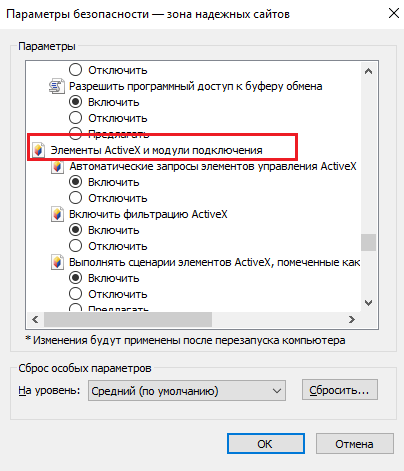 Параметры безопасности — зона надежных сайтов
Параметры
Отключить
Разрешить программный доступ к буферу обмена
Включить
Отключить
Предлагать
Элементы ActiveX и модули подключения
Автоматические запросы элементов управления ActiveX
Включить
Отключить
Включить фильтрацию ActiveX
Включить
Отключить
Выполнять сценарии элементов ActiveX, помеченные как
Включить
Отключить
Предлагать
*Изменения будут применены после перезапуска компьютера
Сброс особых параметров
На уровень: Средний (по умолчанию) Сбросить...
ОК Отмена